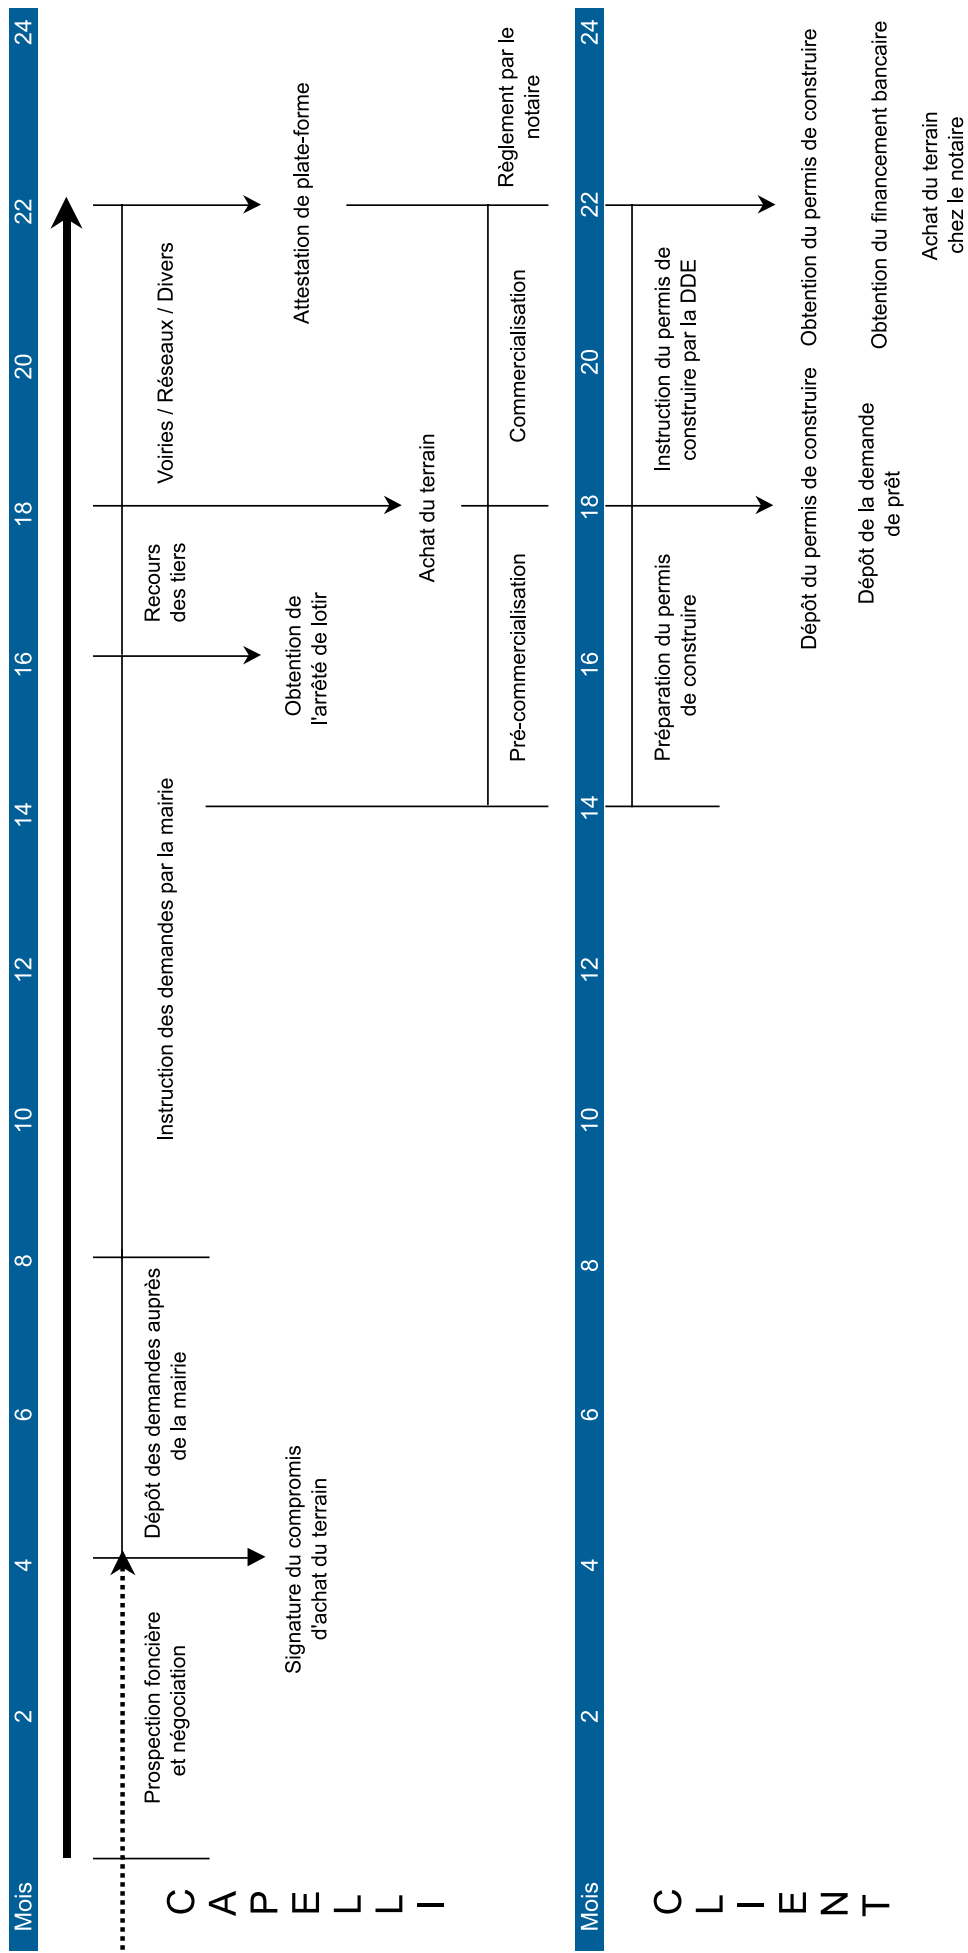 Mois 2 4 6 8 10 12 14 16 18 20 22 24
CAPELLI
Prospection foncière
et négociation
Dépôt des demandes auprès
de la mairie
Instruction des demandes par la mairie
Recours
des tiers
Voiries / Réseaux / Divers
Signature du compromis
d'achat du terrain
Obtention de
l'arrêté de lotir
Attestation de plate-forme
Achat du terrain
Pré-commercialisation
Commercialisation
Règlement par le
notaire
Mois 2 4 6 8 10 12 14 16 18 20 22 24
CLIENT
Préparation du permis
de construire
Instruction du permis de
construire par la DDE
Dépôt du permis de construire
Dépôt de la demande
de prêt
Obtention du permis de construire
Obtention du financement bancaire
Achat du terrain
chez le notaire